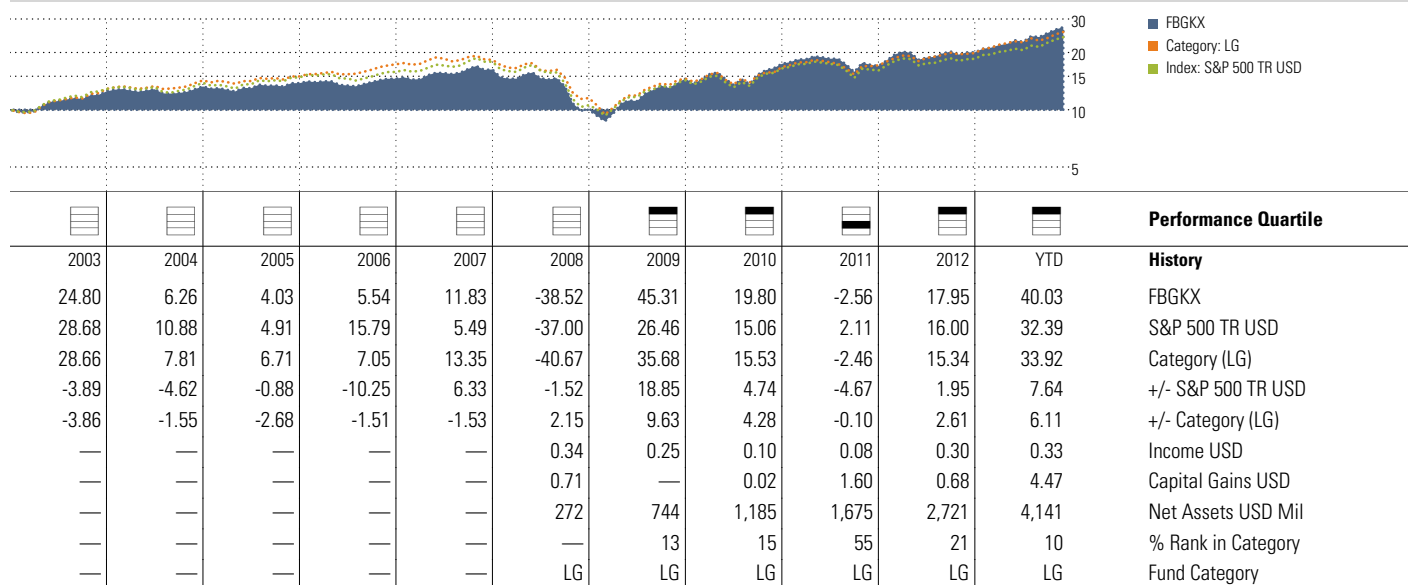 30
20
15
10
5
FBGKX
Category: LG
Index: S&P 500 TR USD
Performance Quartile
2003 2004 2005 2006 2007 2008 2009 2010 2011 2012 YTD History
24.80 6.26 4.03 5.54 11.83 -38.52 45.31 19.80 -2.56 17.95 40.03 FBGKX
28.68 10.88 4.91 15.79 5.49 -37.00 26.46 15.06 2.11 16.00 32.39 S&P 500 TR USD
28.66 7.81 6.71 7.05 13.35 -40.67 35.68 15.53 -2.46 15.34 33.92 Category (LG)
-3.89 -4.62 -0.88 -10.25 6.33 -1.52 18.85 4.74 -4.67 1.95 7.64 +/- S&P 500 TR USD
-3.86 -1.55 -2.68 -1.51 -1.53 2.15 9.63 4.28 -0.10 2.61 6.11 +/- Category (LG)
— — — — — 0.34 0.25 0.10 0.08 0.30 0.33 Income USD
— — — — — 0.71 — 0.02 1.60 0.68 4.47 Capital Gains USD
— — — — — 272 744 1,185 1,675 2,721 4,141 Net Assets USD Mil
— — — — — — 13 15 55 21 10 % Rank in Category
— — — — — LG LG LG LG LG LG Fund Category